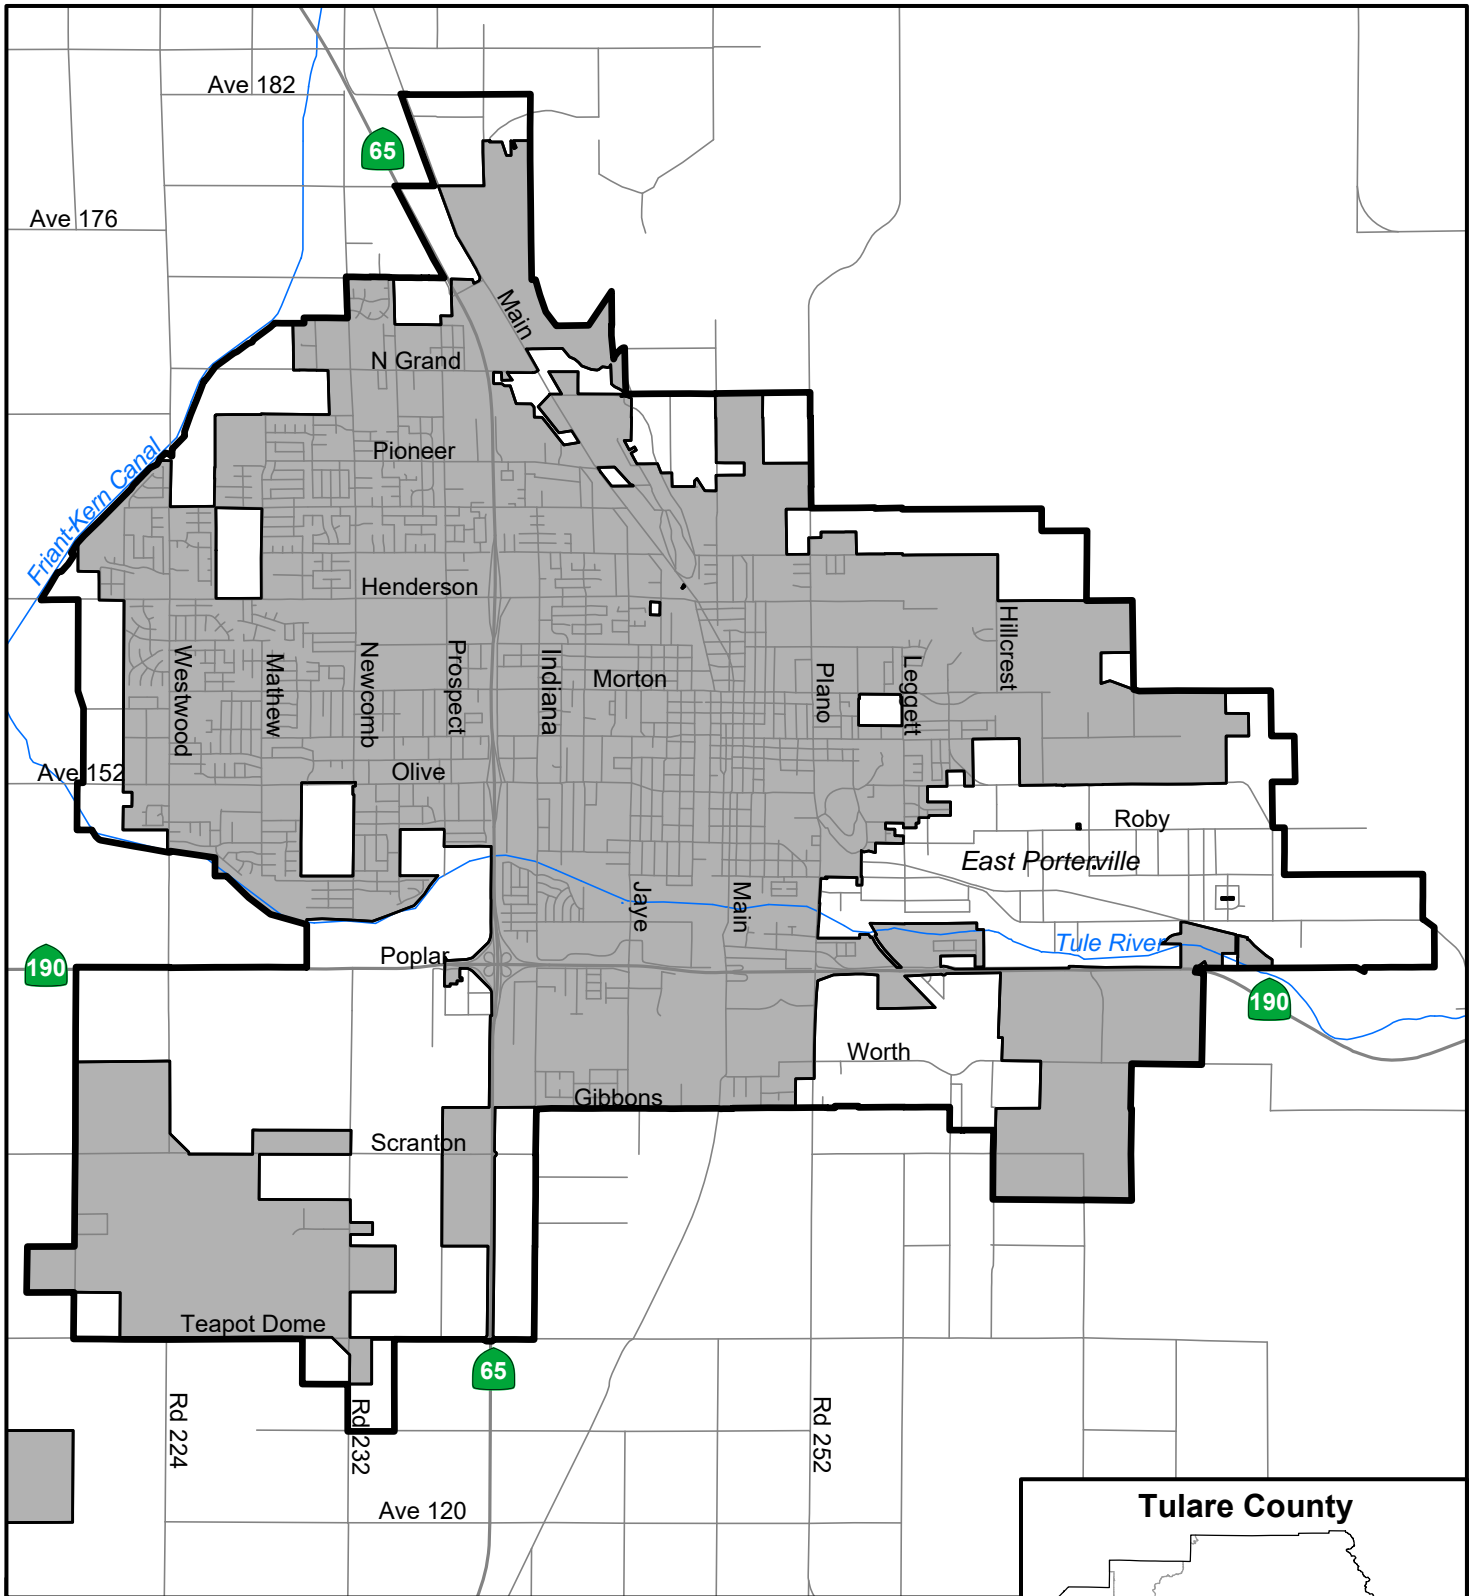 Ave 182
65
Ave 176
Main
N Grand
Pioneer
Friant-Kern Canal
Henderson
Hillcrest
Westwood
Mathew
Newcomb
Prospect
Indiana
Morton
Plano
Leggett
Ave 152
Olive
Roby
East Porterville
Jaye
Main
Tule River
Poplar
190
190
Worth
Gibbons
Scranton
Teapot Dome
65
Rd 224
Rd 232
Rd 252
Ave 120
Tulare County